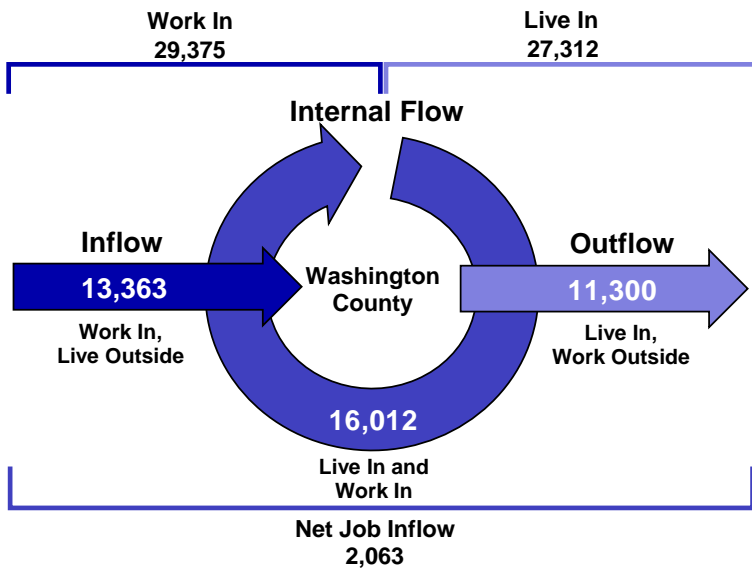 Work In
29,375
Live In
27,312
Internal Flow
Inflow
13,363
Work In,
Live Outside
Washington
County
Outflow
11,300
Live In,
Work Outside
16,012
Live In and
Work In
Net Job Inflow
2,063